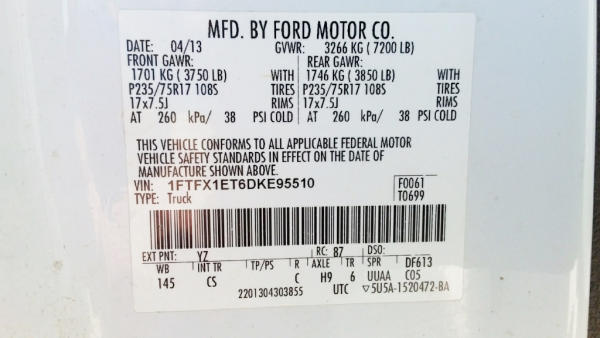 MFD. BY FORD MOTOR CO.
DATE: 04/13 GVWR: 3266 KG ( 7200 LB)
FRONT GAWR: REAR GAWR:
1701 KG ( 3750 LB) WITH 1746 KG ( 3850 LB) WITH
P235/75R17 108S TIRES P235/75R17 108S TIRES
17x7.5J RIMS 17x7.5J RIMS
AT 260 kPa/ 38 PSI COLD AT 260 kPa/ 38 PSI COLD
THIS VEHICLE CONFORMS TO ALL APPLICABLE FEDERAL MOTOR
VEHICLE SAFETY STANDARDS IN EFFECT ON THE DATE OF
MANUFACTURE SHOWN ABOVE.
VIN: 1FTFX1ET6DKE95510 F0061
TYPE: Truck T0699
EXT PNT: YZ RC: 87 DSO:
WB INT TR TP/PS R AXLE TR SPR DF613
145 CS C H9 6 UUAA C05
2201304303855 UTC ▽5U5A-1520472-BA